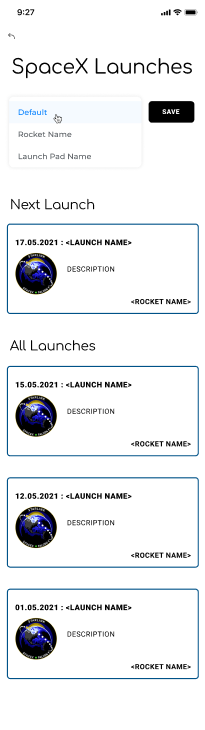 9:27
SpaceX Launches
Default
SAVE
Rocket Name
Launch Pad Name
Next Launch
17.05.2021 : <LAUNCH NAME>
DESCRIPTION
<ROCKET NAME>
All Launches
15.05.2021 : <LAUNCH NAME>
DESCRIPTION
<ROCKET NAME>
12.05.2021 : <LAUNCH NAME>
DESCRIPTION
<ROCKET NAME>
01.05.2021 : <LAUNCH NAME>
DESCRIPTION
<ROCKET NAME>